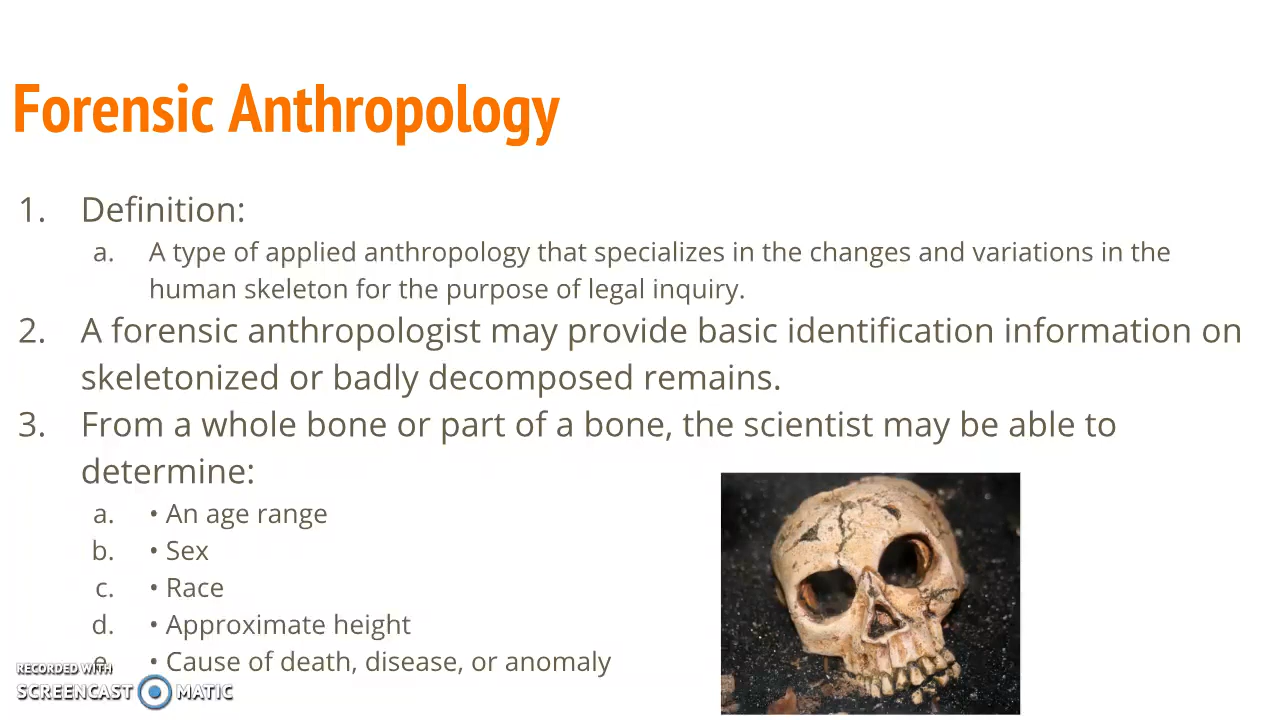 Forensic Anthropology
1. Definition:
a. A type of applied anthropology that specializes in the changes and variations in the
human skeleton for the purpose of legal inquiry.
2. A forensic anthropologist may provide basic identification information on
skeletonized or badly decomposed remains.
3. From a whole bone or part of a bone, the scientist may be able to
determine:
a. • An age range
b. • Sex
c. • Race
d. • Approximate height
e. • Cause of death, disease, or anomaly
RECORDED WITH
SCREENCAST MATIC